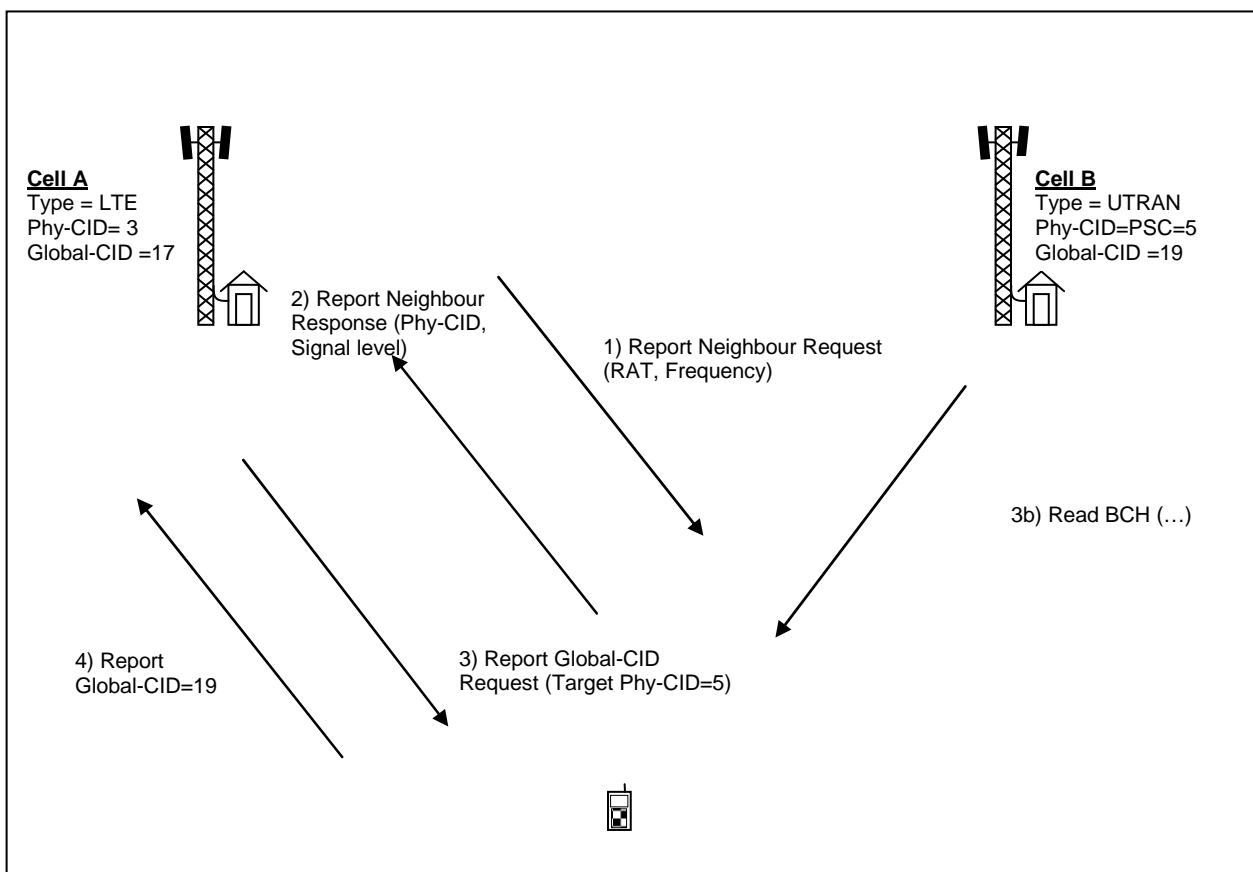 Cell A
Type = LTE
Phy-CID= 3
Global-CID =17
Cell B
Type = UTRAN
Phy-CID=PSC=5
Global-CID =19
2) Report Neighbour
Response (Phy-CID,
Signal level)
1) Report Neighbour Request
(RAT, Frequency)
3b) Read BCH (…)
4) Report
Global-CID=19
3) Report Global-CID
Request (Target Phy-CID=5)